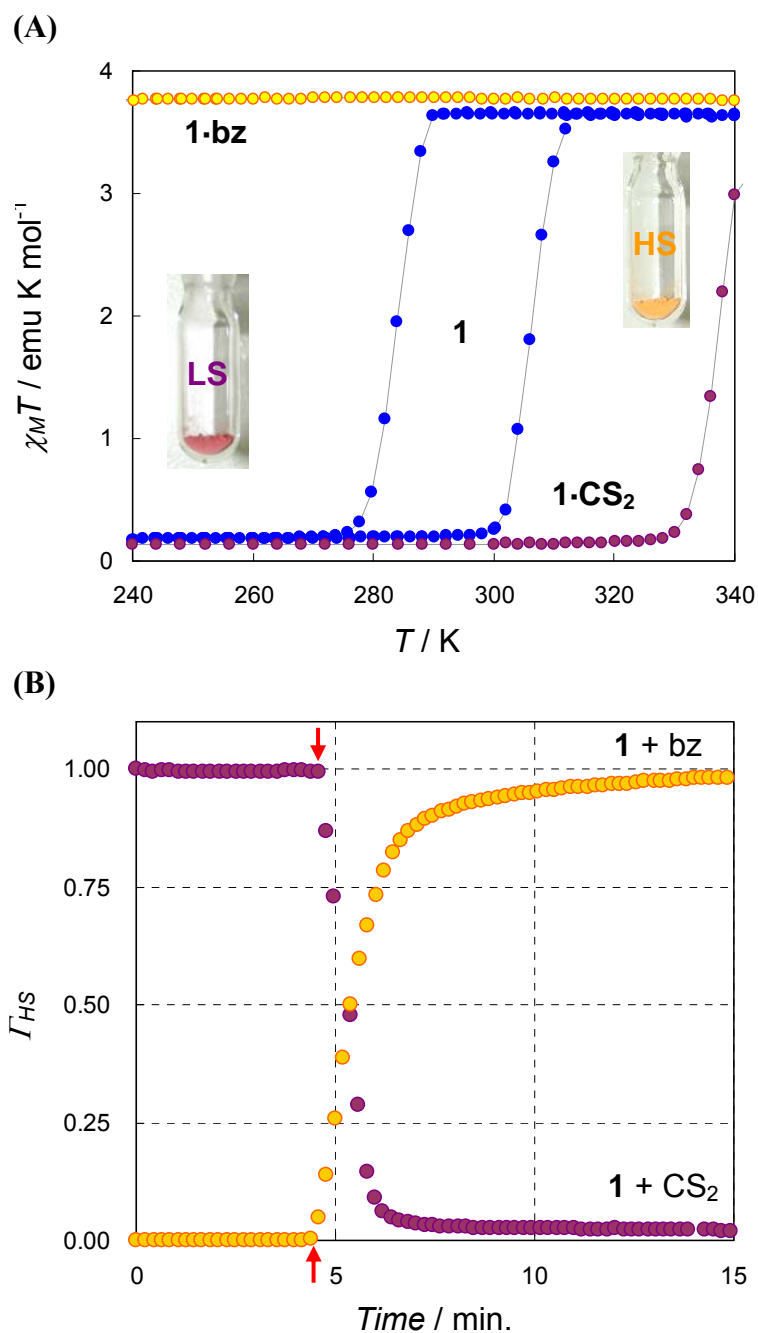 (A)
4
3
2
1
0
χMT / emu K mol⁻¹
1·bz
HS
1
LS
1·CS₂
240
260
280
300
320
340
T / K
(B)
1 + bz
1.00
0.75
0.50
0.25
0.00
ΓHS
1 + CS₂
0
5
10
15
Time / min.